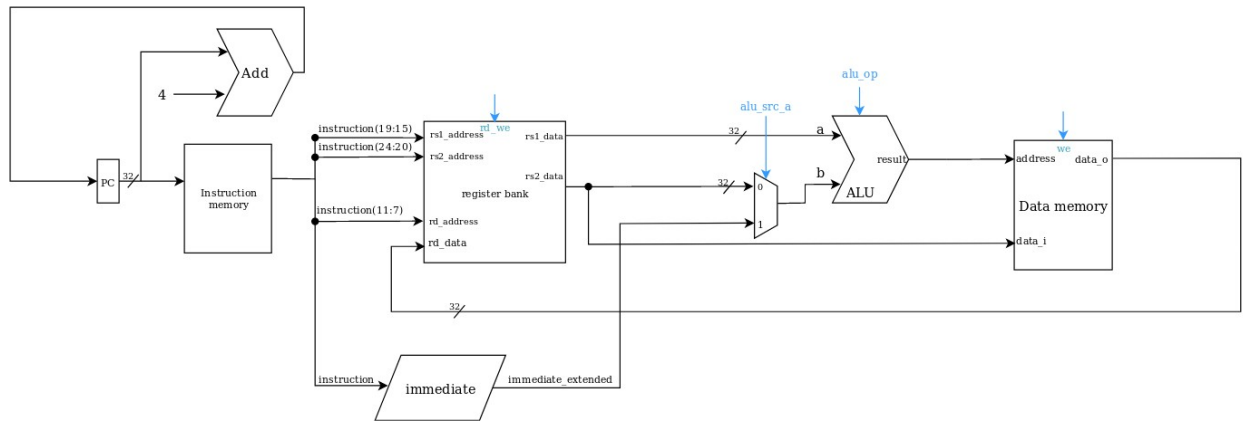 Add
4
alu_op
alu_src_a
instruction(19:15)
rs1_address
rd_we
rs1_data
32
a
instruction(24:20)
rs2_address
result
we
address
data_o
PC
32
Instruction
memory
rs2_data
register bank
32
0
b
ALU
instruction(11:7)
rd_address
1
Data memory
rd_data
data_i
32
instruction
immediate
immediate_extended